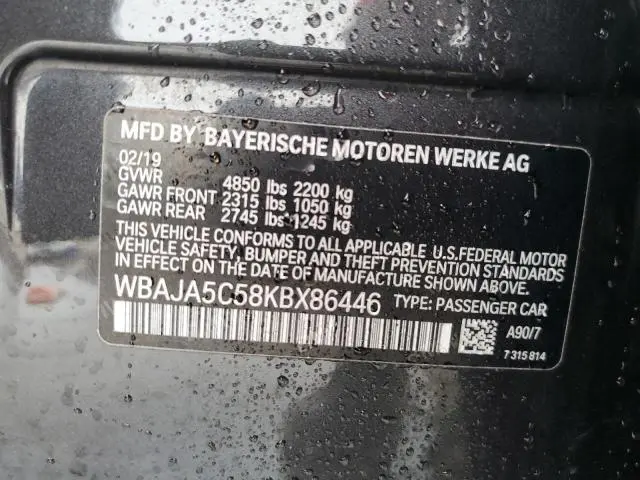 MFD BY BAYERISCHE MOTOREN WERKE AG
02/19
GVWR 4850 lbs 2200 kg
GAWR FRONT 2315 lbs 1050 kg
GAWR REAR 2745 lbs 1245 kg
THIS VEHICLE CONFORMS TO ALL APPLICABLE U.S.FEDERAL MOTOR
VEHICLE SAFETY, BUMPER AND THEFT PREVENTION STANDARDS
IN EFFECT ON THE DATE OF MANUFACTURE SHOWN ABOVE.
WBAJA5C58KBX86446 TYPE: PASSENGER CAR
A90/7
7 315 814